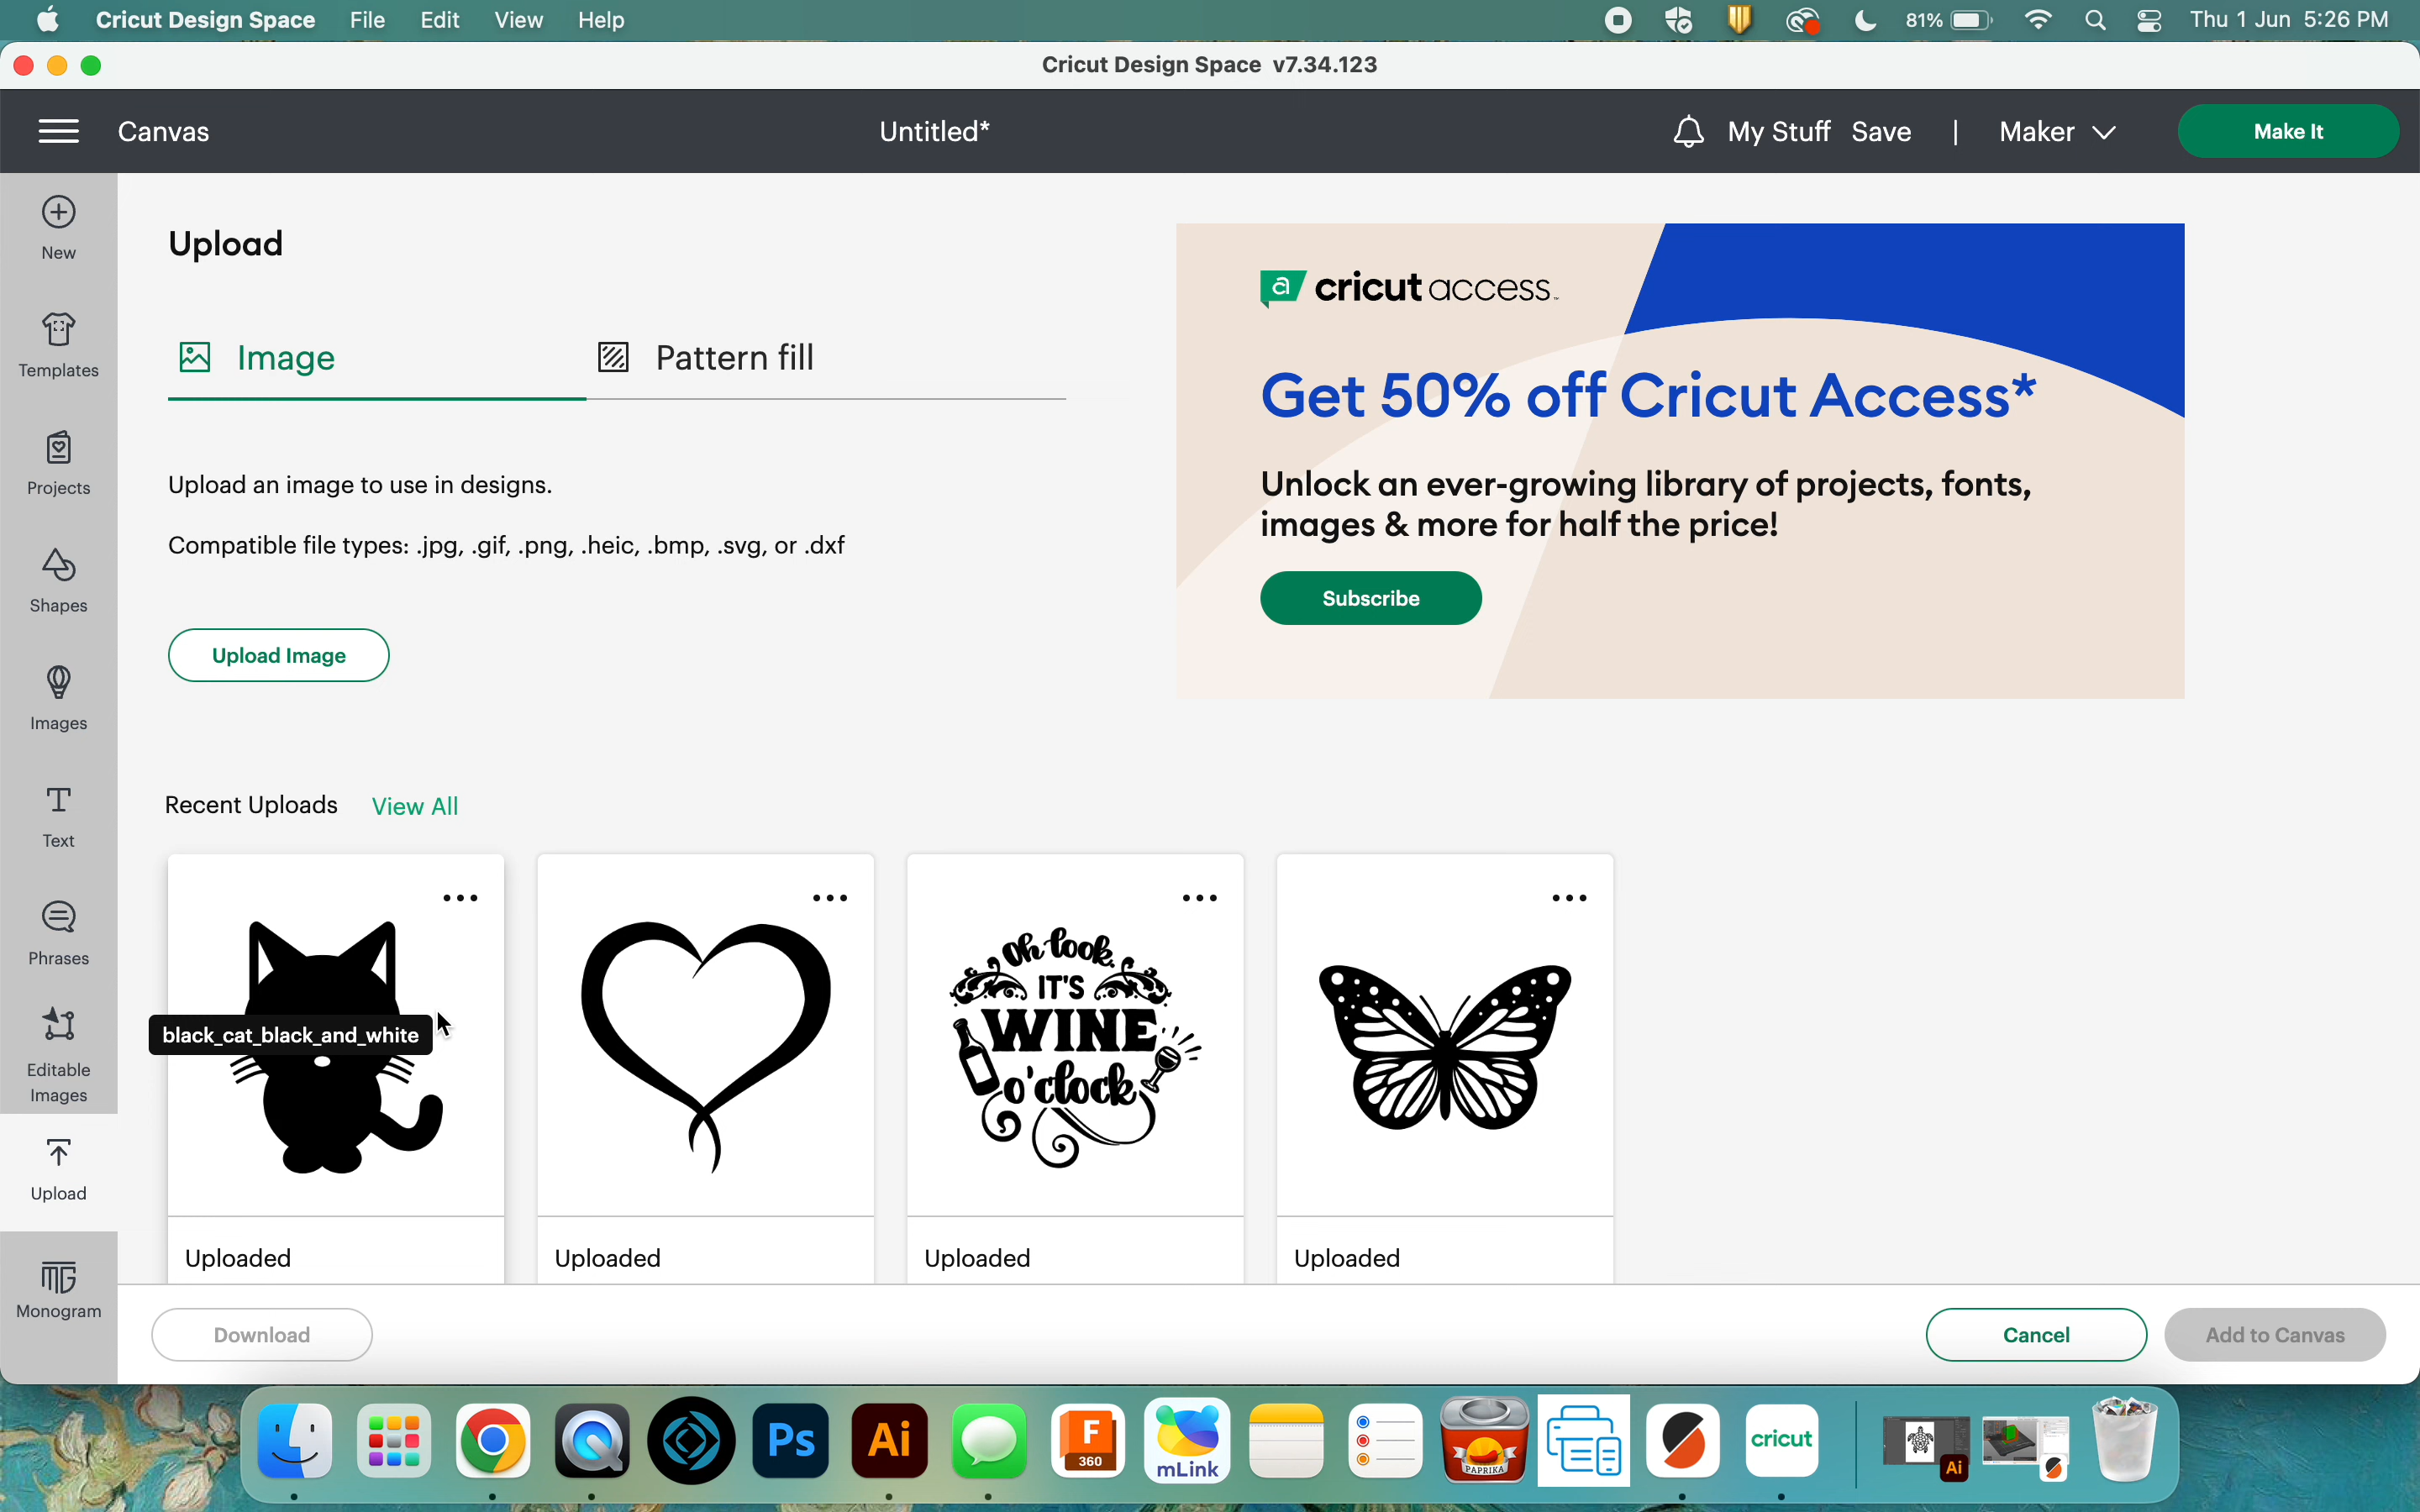 Cricut Design Space File Edit View Help
81% Thu 1 Jun 5:26 PM
Cricut Design Space v7.34.123
Canvas
Untitled*
My Stuff Save | Maker
Make It
New
Templates
Projects
Shapes
Images
Text
Phrases
Editable
Images
Upload
Monogram
Upload
Image
Pattern fill
Upload an image to use in designs.
Compatible file types: .jpg, .gif, .png, .heic, .bmp, .svg, or .dxf
Upload Image
a cricut access™
Get 50% off Cricut Access*
Unlock an ever-growing library of projects, fonts,
images & more for half the price!
Subscribe
Recent Uploads View All
black_cat_black_and_white
oh look,
IT'S
WINE
o'clock
Uploaded
Uploaded
Uploaded
Uploaded
Download
Cancel
Add to Canvas
Ps
Ai
F
360
mLink
PAPRIKA
cricut
Ai